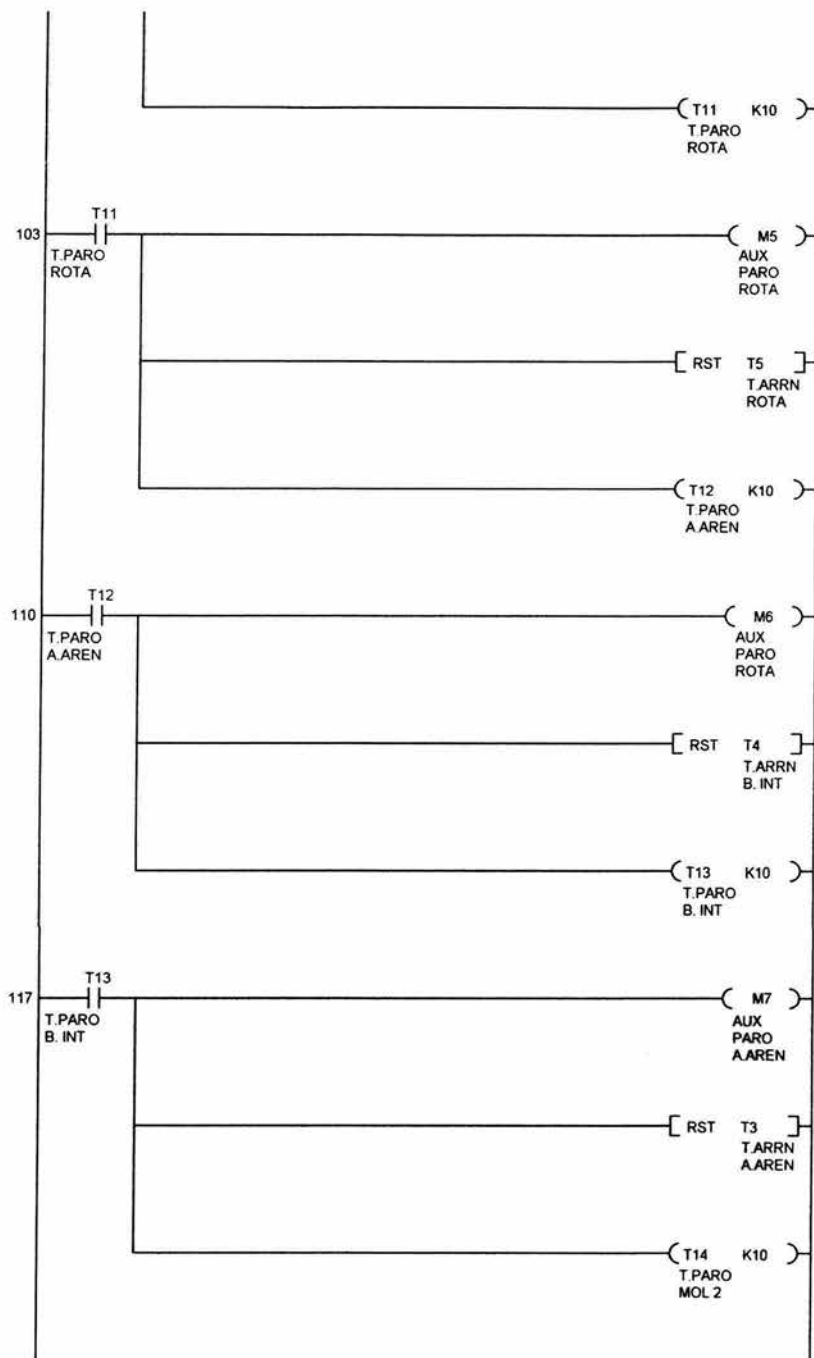 T11 K10
T.PARO
ROTA
T11
103
T.PARO
ROTA
M5
AUX
PARO
ROTA
RST T5
T.ARRN
ROTA
T12 K10
T.PARO
A.AREN
T12
110
T.PARO
A.AREN
M6
AUX
PARO
ROTA
RST T4
T.ARRN
B. INT
T13 K10
T.PARO
B. INT
T13
117
T.PARO
B. INT
M7
AUX
PARO
A.AREN
RST T3
T.ARRN
A.AREN
T14 K10
T.PARO
MOL 2